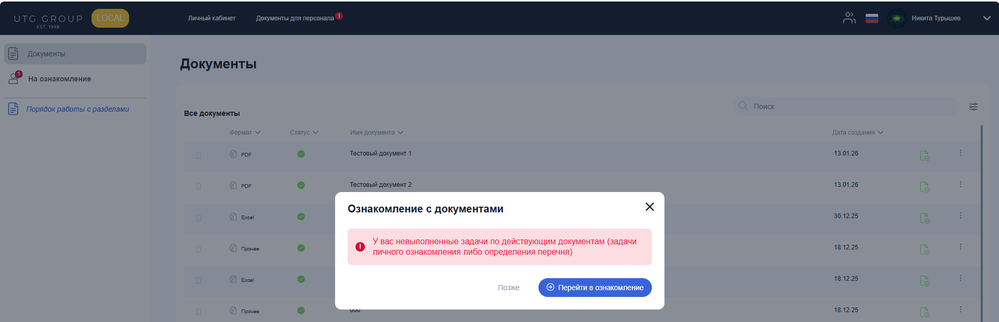 UTG GROUP
EST. 1998
LOCAL
Личный кабинет
Документы для персонала
1
Никита Турышев
Документы
1
На ознакомление
Порядок работы с разделами
Документы
Все документы
Поиск
Формат
Статус
Имя документа
Дата создания
PDF
Тестовый документ 1
13.01.26
PDF
Тестовый документ 2
13.01.26
Excel
30.12.25
Прочее
18.12.25
Excel
18.12.25
Прочее
18.12.25
Ознакомление с документами
У вас невыполненные задачи по действующим документам (задачи
личного ознакомления либо определения перечня)
Позже
Перейти в ознакомление